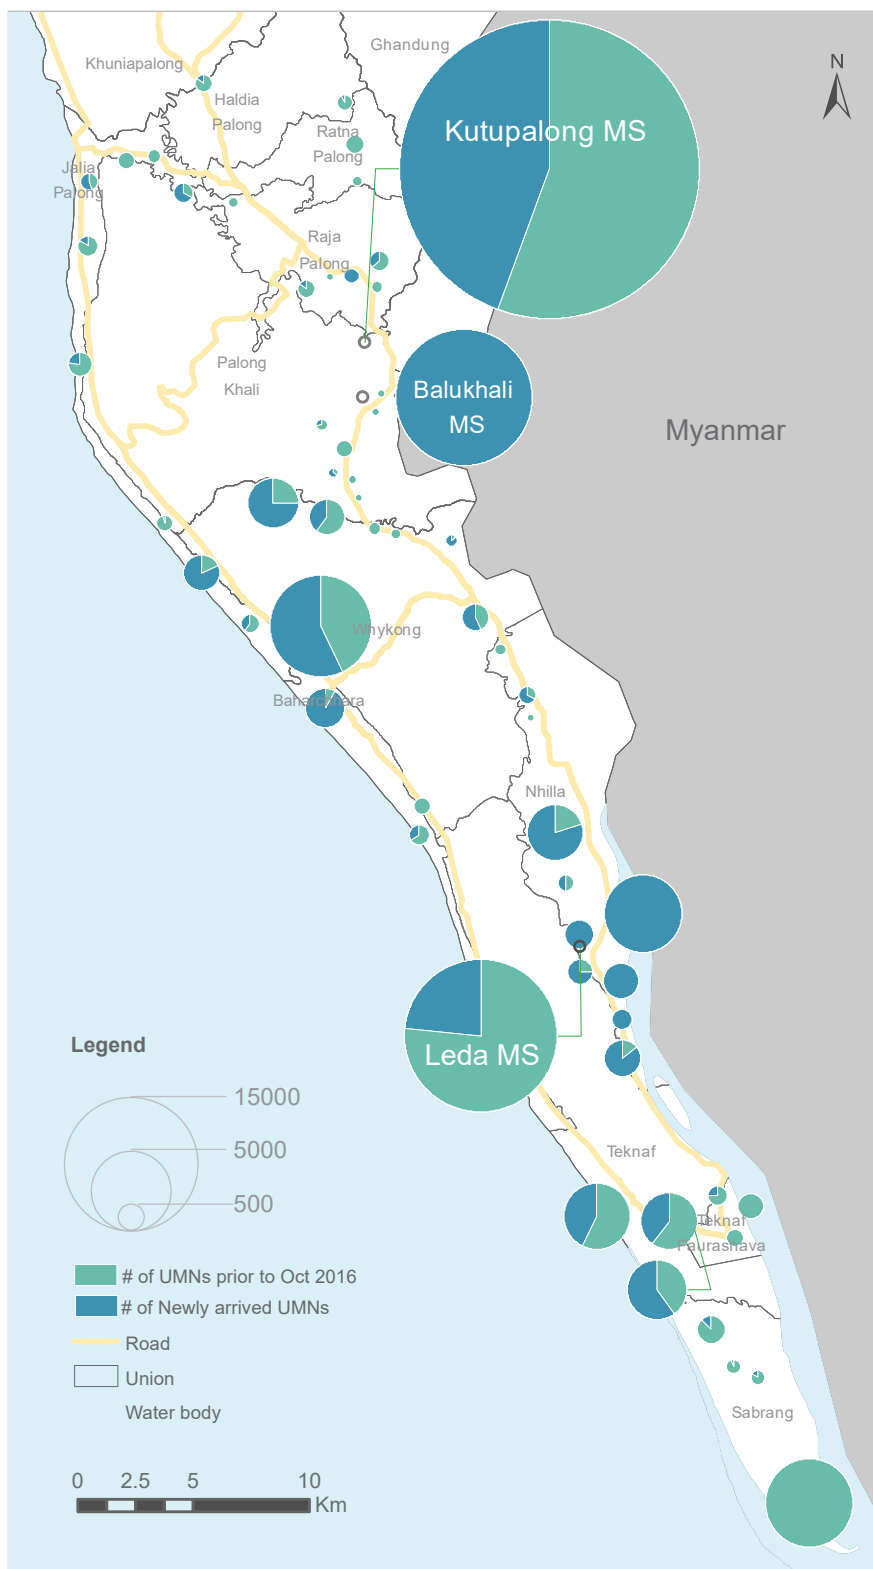 Ghandung
Khuniapalong
N
Haldia
Palong
Ratna
Palong
Kutupalong MS
Jalia
Palong
Raja
Palong
Palong
Khali
Balukhali
MS
Myanmar
Whykong
Baharchhara
Nhilla
Leda MS
Legend
15000
5000
500
Teknaf
Teknaf
Paurashava
# of UMNs prior to Oct 2016
# of Newly arrived UMNs
Road
Union
Water body
Sabrang
0 2.5 5 10
Km